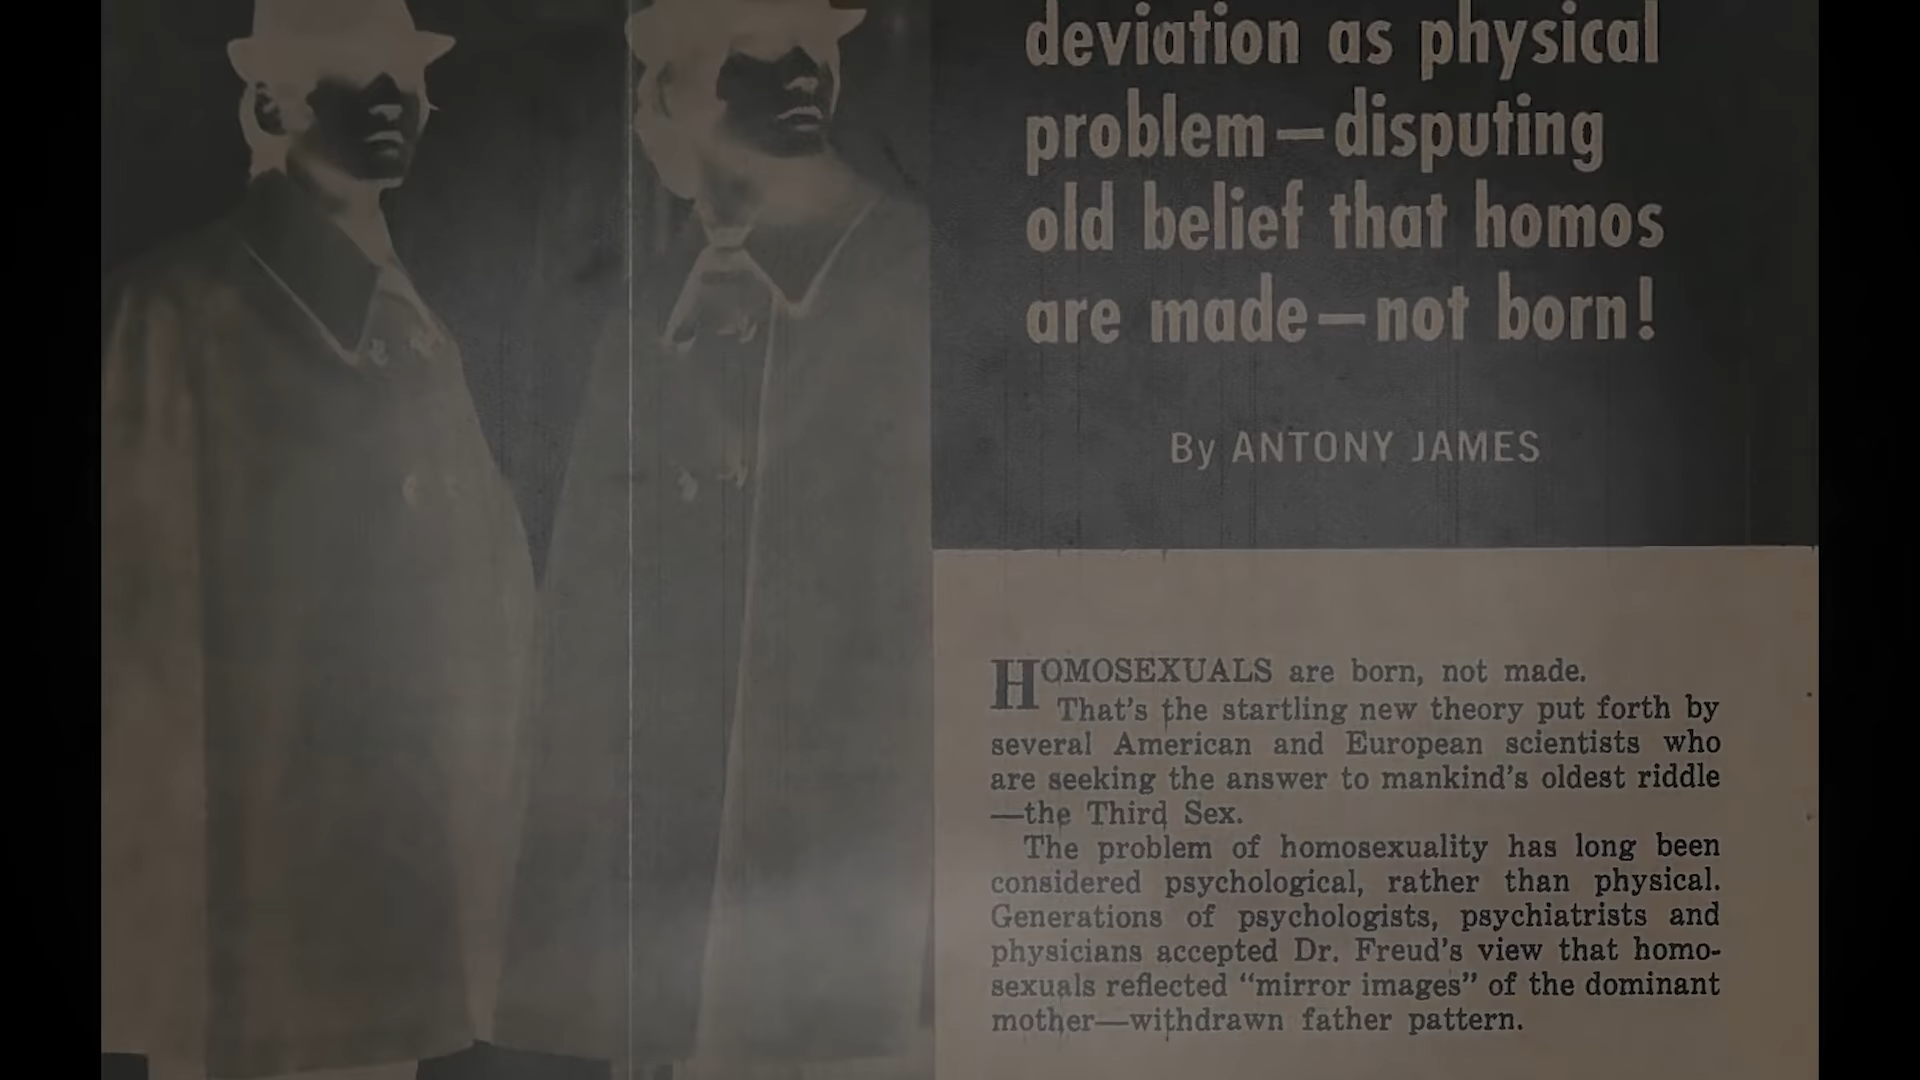 deviation as physical
problem—disputing
old belief that homos
are made—not born!
By ANTONY JAMES
HOMOSEXUALS are born, not made.
That's the startling new theory put forth by
several American and European scientists who
are seeking the answer to mankind's oldest riddle
—the Third Sex.
The problem of homosexuality has long been
considered psychological, rather than physical.
Generations of psychologists, psychiatrists and
physicians accepted Dr. Freud's view that homo-
sexuals reflected “mirror images” of the dominant
mother—withdrawn father pattern.